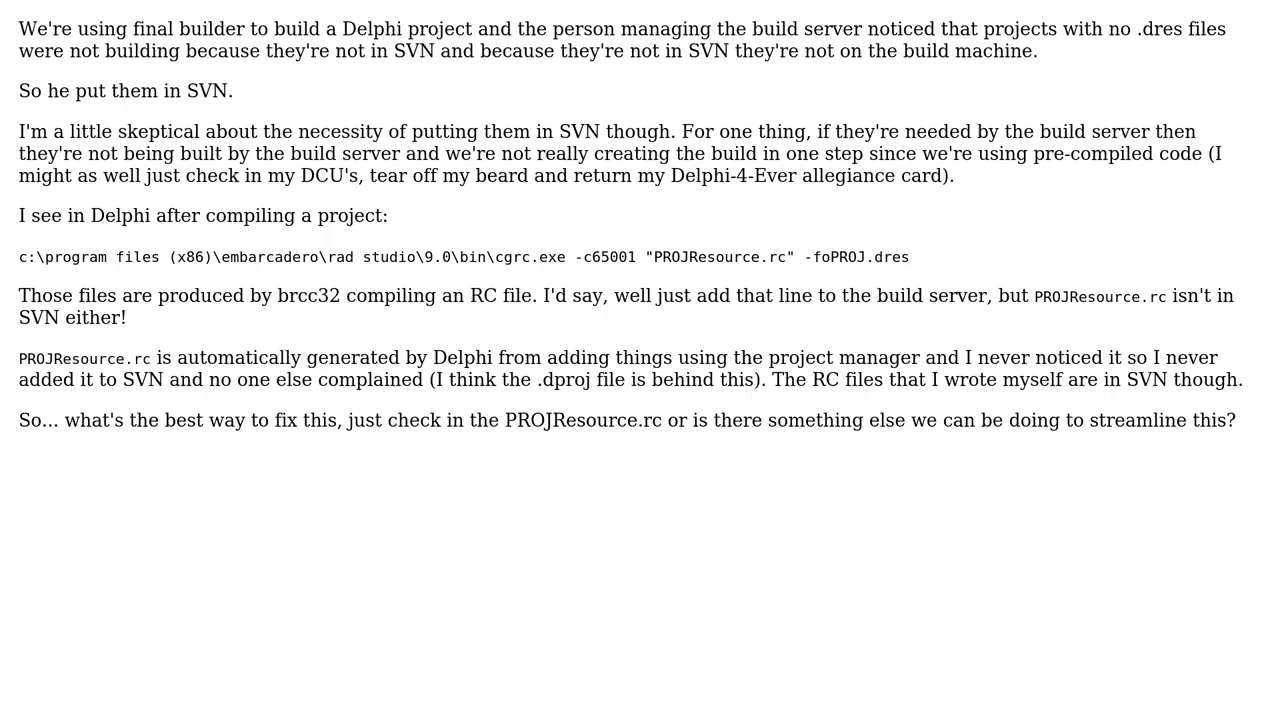 We're using final builder to build a Delphi project and the person managing the build server noticed that projects with no .dres files
were not building because they're not in SVN and because they're not in SVN they're not on the build machine.
So he put them in SVN.
I'm a little skeptical about the necessity of putting them in SVN though. For one thing, if they're needed by the build server then
they're not being built by the build server and we're not really creating the build in one step since we're using pre-compiled code (I
might as well just check in my DCU's, tear off my beard and return my Delphi-4-Ever allegiance card).
I see in Delphi after compiling a project:
c:\program files (x86)\embarcadero\rad studio\9.0\bin\cgrc.exe -c65001 "PROJResource.rc" -foPROJ.dres
Those files are produced by brcc32 compiling an RC file. I'd say, well just add that line to the build server, but PROJResource.rc isn't in
SVN either!
PROJResource.rc is automatically generated by Delphi from adding things using the project manager and I never noticed it so I never
added it to SVN and no one else complained (I think the .dproj file is behind this). The RC files that I wrote myself are in SVN though.
So... what's the best way to fix this, just check in the PROJResource.rc or is there something else we can be doing to streamline this?